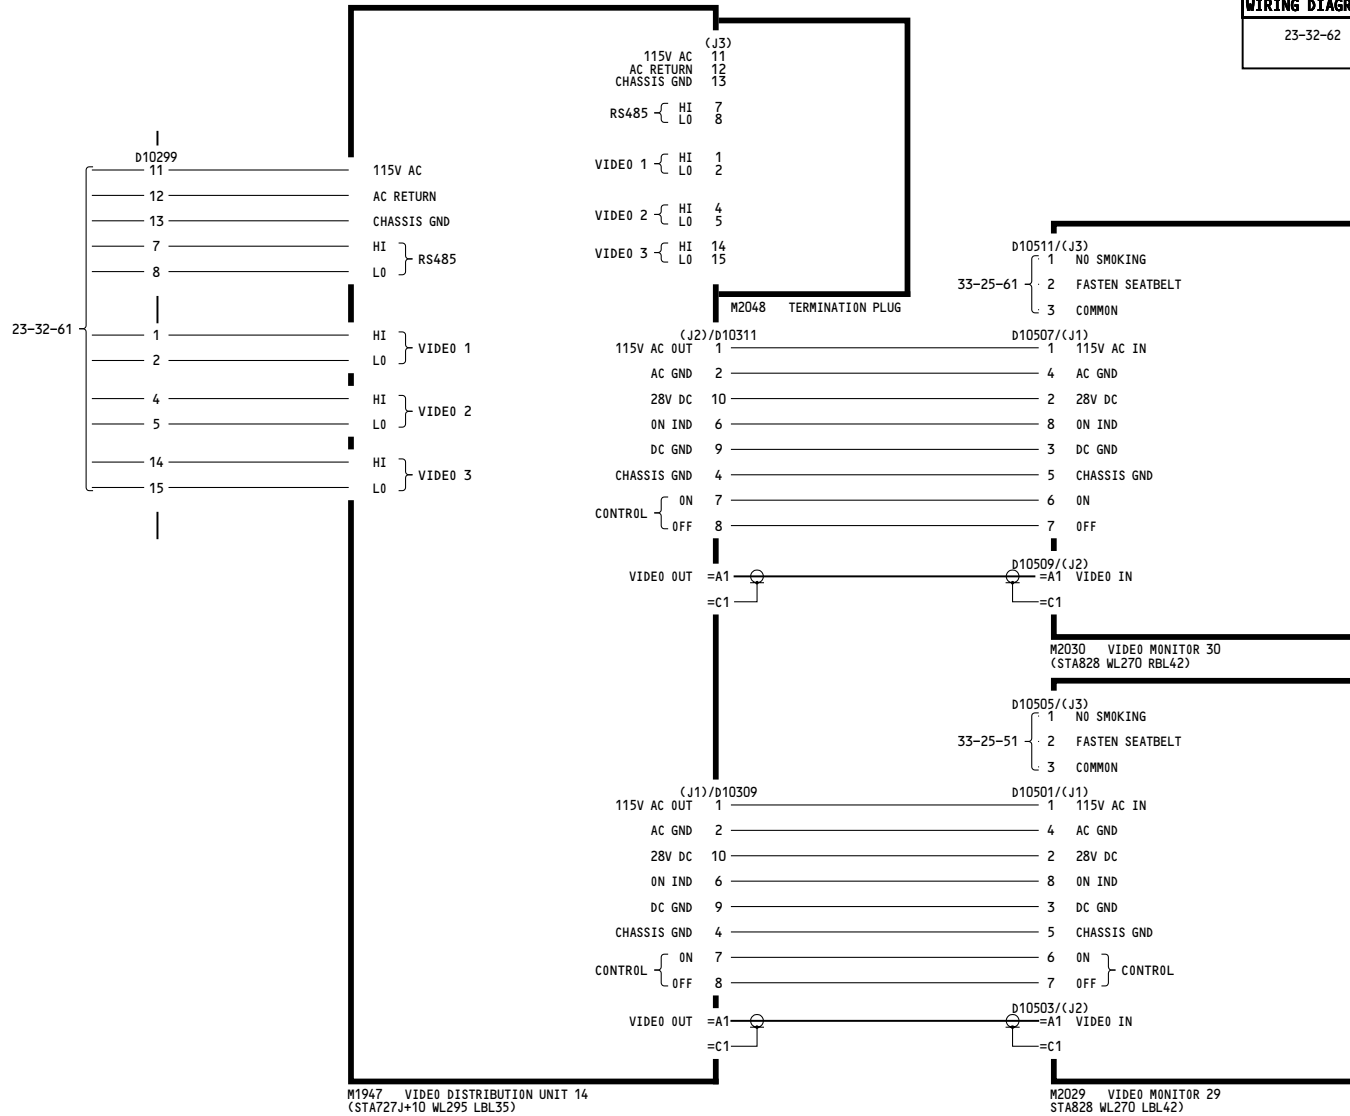 WIRING DIAGR
23-32-62
(J3)
115V AC 11
AC RETURN 12
CHASSIS GND 13
RS485 HI 7
LO 8
VIDEO 1 HI 1
LO 2
VIDEO 2 HI 4
LO 5
VIDEO 3 HI 14
LO 15
M2048 TERMINATION PLUG
D10299
11 115V AC
12 AC RETURN
13 CHASSIS GND
7 HI
RS485
8 LO
23-32-61
1 HI
VIDEO 1
2 LO
4 HI
VIDEO 2
5 LO
14 HI
VIDEO 3
15 LO
D10511/(J3)
1 NO SMOKING
33-25-61 2 FASTEN SEATBELT
3 COMMON
(J2)/D10311 D10507/(J1)
115V AC OUT 1 1 115V AC IN
AC GND 2 4 AC GND
28V DC 10 2 28V DC
ON IND 6 8 ON IND
DC GND 9 3 DC GND
CHASSIS GND 4 5 CHASSIS GND
ON 7 6 ON
CONTROL
OFF 8 7 OFF
D10509/(J2)
VIDEO OUT =A1 =A1 VIDEO IN
=C1 =C1
M2030 VIDEO MONITOR 30
(STA828 WL270 RBL42)
D10505/(J3)
1 NO SMOKING
33-25-51 2 FASTEN SEATBELT
3 COMMON
(J1)/D10309 D10501/(J1)
115V AC OUT 1 1 115V AC IN
AC GND 2 4 AC GND
28V DC 10 2 28V DC
ON IND 6 8 ON IND
DC GND 9 3 DC GND
CHASSIS GND 4 5 CHASSIS GND
ON 7 6 ON
CONTROL CONTROL
OFF 8 7 OFF
D10503/(J2)
VIDEO OUT =A1 =A1 VIDEO IN
=C1 =C1
M1947 VIDEO DISTRIBUTION UNIT 14
(STA727J+10 WL295 LBL35)
M2029 VIDEO MONITOR 29
STA828 WL270 LBL42)